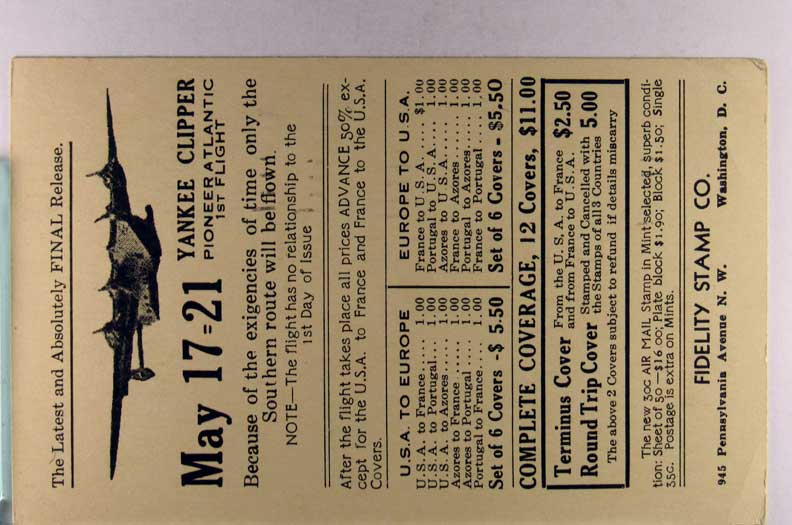 The Latest and Absolutely FINAL Release.
May 17=21
YANKEE CLIPPER
PIONEER ATLANTIC
1ST FLIGHT
Because of the exigencies of time only the
Southern route will be flown.
NOTE—The flight has no relationship to the
1st Day of Issue
After the flight takes place all prices ADVANCE 50% ex-
cept for the U.S.A. to France and France to the U.S.A.
Covers.
U.S.A. TO EUROPE
U.S.A. to France.... 1.00
U.S.A. to Portugal... 1.00
U.S.A. to Azores..... 1.00
Azores to France ..... 1.00
Azores to Portugal .... 1.00
Portugal to France.... 1.00
Set of 6 Covers -$ 5.50
EUROPE TO U.S.A.
France to U.S.A. .... $1.00
Portugal to U.S.A. .... 1.00
Azores to U.S.A. ..... 1.00
France to Azores...... 1.00
Portugal to Azores .... 1.00
France to Portugal .... 1.00
Set of 6 Covers - $5.50
COMPLETE COVERAGE, 12 Covers, $11.00
Terminus Cover From the U. S. A. to France and from France to U. S. A. $2.50
Round Trip Cover Stamped and Cancelled with the Stamps of all 3 Countries 5.00
The above 2 Covers subject to refund if details miscarry
The new 30c AIR MAIL Stamp in Mint selected, superb condi-
tion: Sheet of 50—$16.00; Plate block $1.90; Block $1.50; Single
35c. Postage is extra on Mints.
FIDELITY STAMP CO.
945 Pennsylvania Avenue N. W. Washington, D. C.